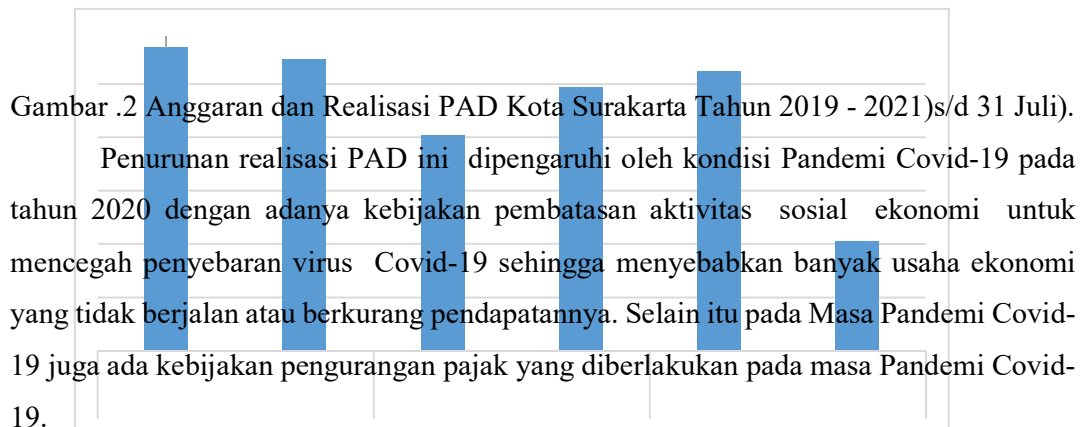 Gambar .2 Anggaran dan Realisasi PAD Kota Surakarta Tahun 2019 - 2021)s/d 31 Juli).
Penurunan realisasi PAD ini dipengaruhi oleh kondisi Pandemi Covid-19 pada
tahun 2020 dengan adanya kebijakan pembatasan aktivitas sosial ekonomi untuk
mencegah penyebaran virus Covid-19 sehingga menyebabkan banyak usaha ekonomi
yang tidak berjalan atau berkurang pendapatannya. Selain itu pada Masa Pandemi Covid-
19 juga ada kebijakan pengurangan pajak yang diberlakukan pada masa Pandemi Covid-
19.